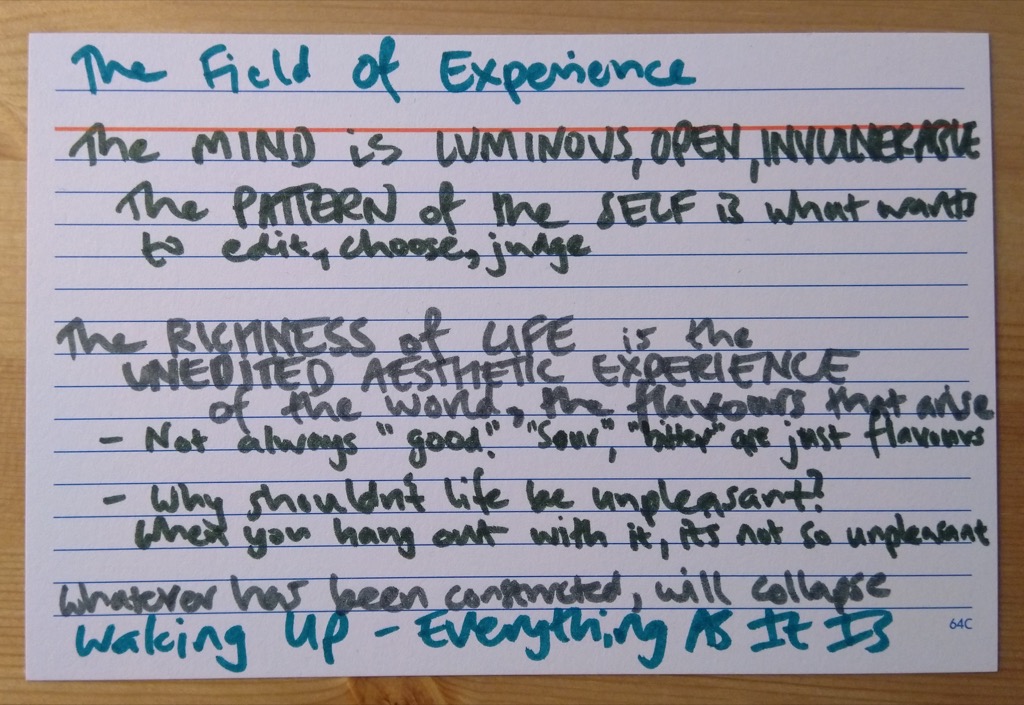 The Field of Experience
The MIND is LUMINOUS, OPEN, INVULNERABLE
The PATTERN of the SELF is what wants
to edit, choose, judge
The RICHNESS of LIFE is the
UNEDITED AESTHETIC EXPERIENCE
of the world, the flavours that arise
- Not always "good". "Sour", "bitter" are just flavours
- Why shouldn't life be unpleasant?
When you hang out with it, it's not so unpleasant
Whatever has been constructed, will collapse
Waking Up - Everything As It Is
64C